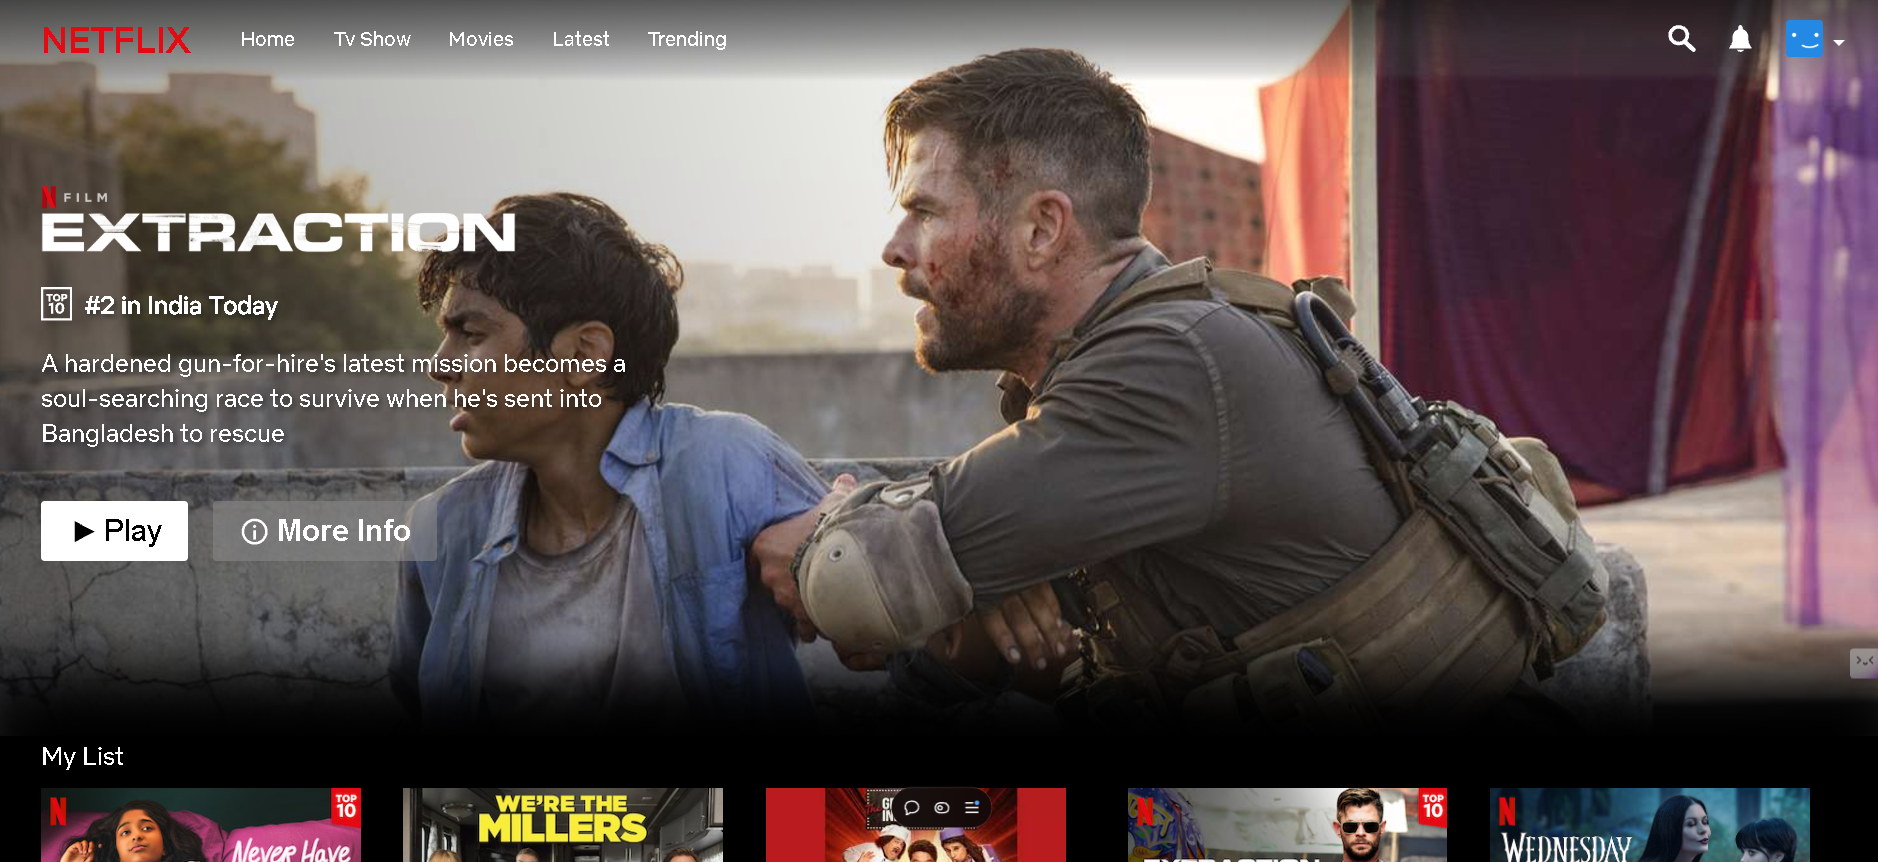 NETFLIX Home Tv Show Movies Latest Trending
N FILM
EXTRACTION
TOP 10 #2 in India Today
A hardened gun-for-hire's latest mission becomes a
soul-searching race to survive when he's sent into
Bangladesh to rescue
Play More Info
My List
N TOP 10
Never Have
WE'RE THE
MILLERS
N TOP 10
EXTRACTION
N
WEDNESDAY